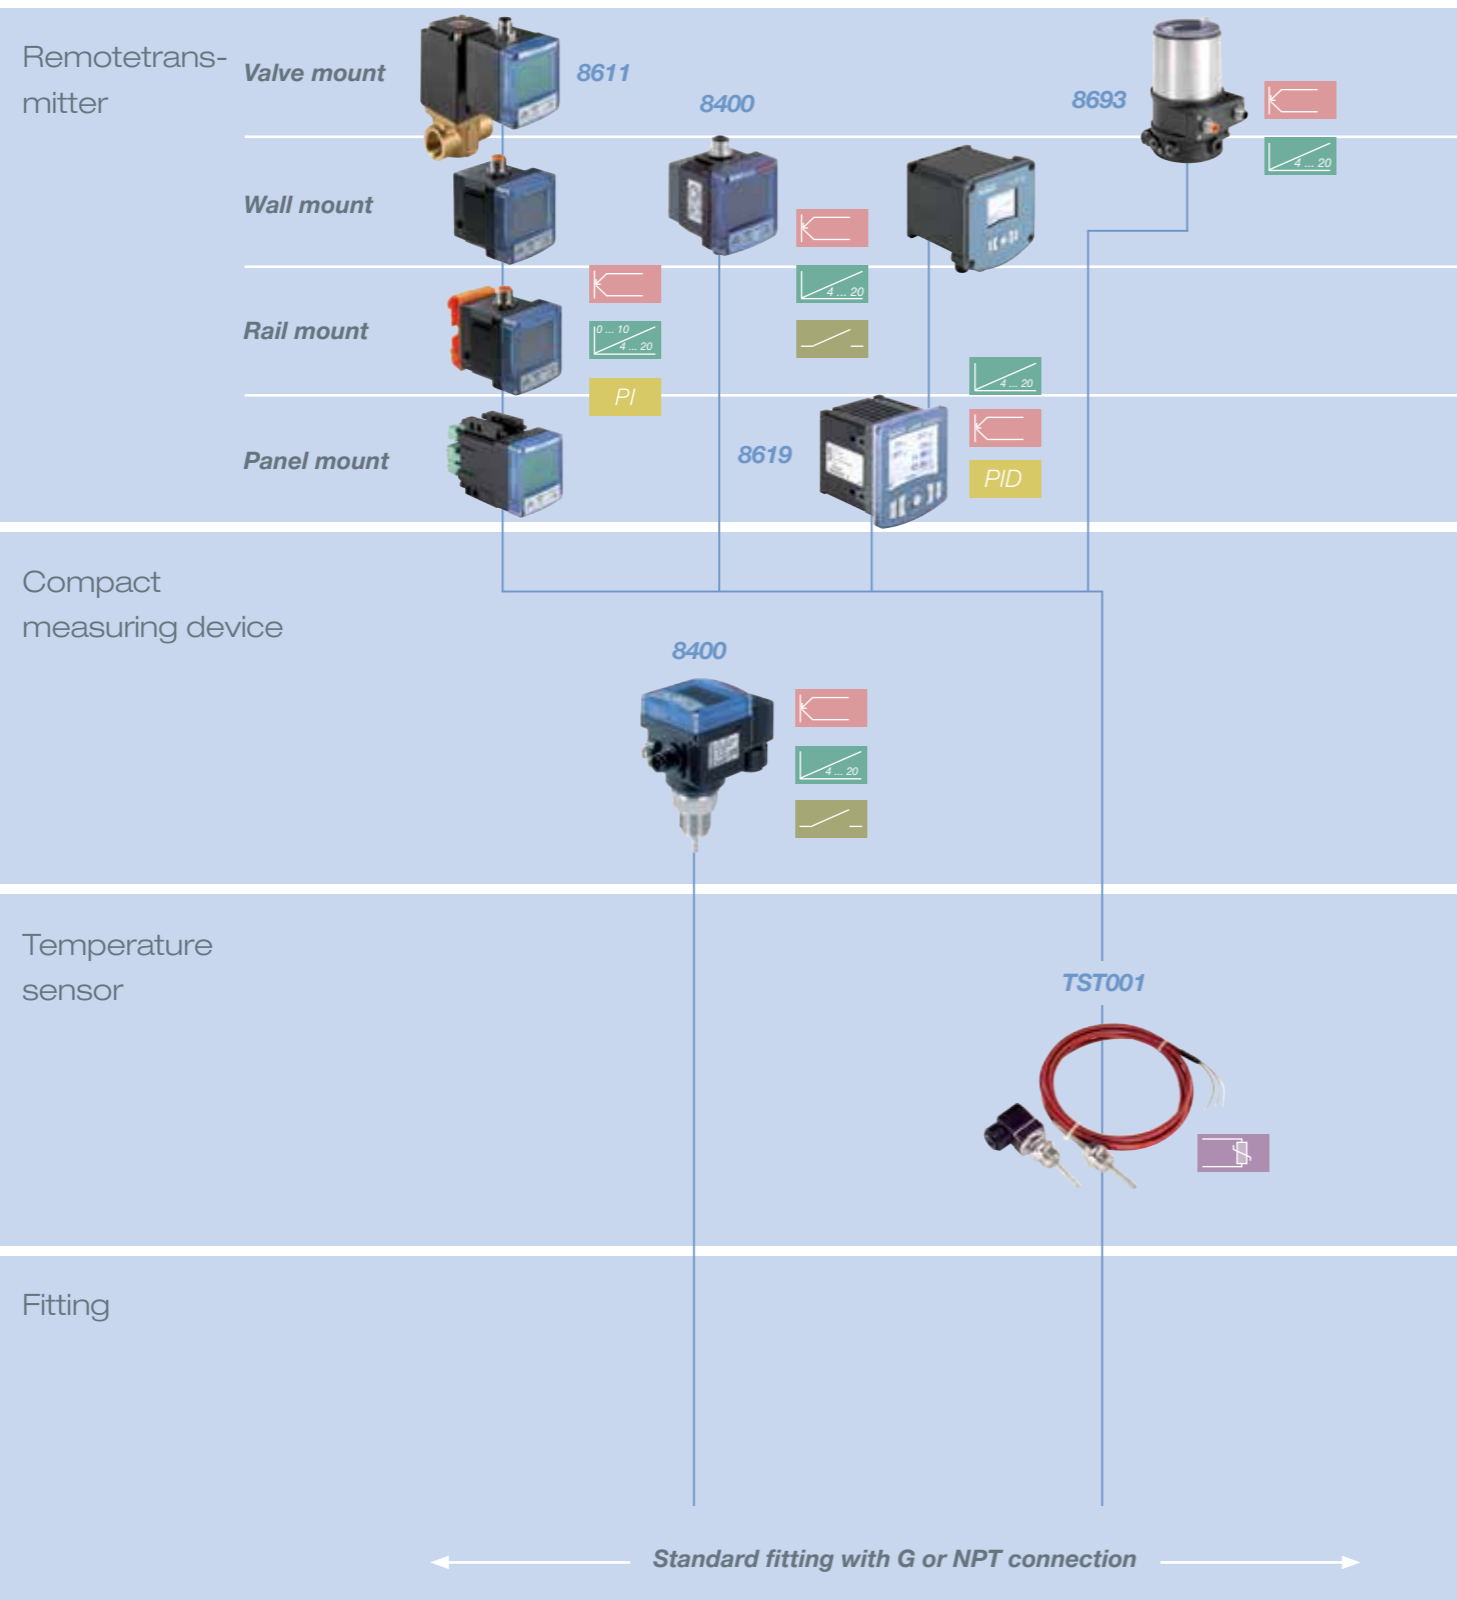 Remotetrans-
mitter
Valve mount
8611
8400
8693
4 ... 20
Wall mount
4 ... 20
Rail mount
0 ... 10
4 ... 20
PI
4 ... 20
Panel mount
8619
PID
Compact
measuring device
8400
4 ... 20
Temperature
sensor
TST001
Fitting
Standard fitting with G or NPT connection